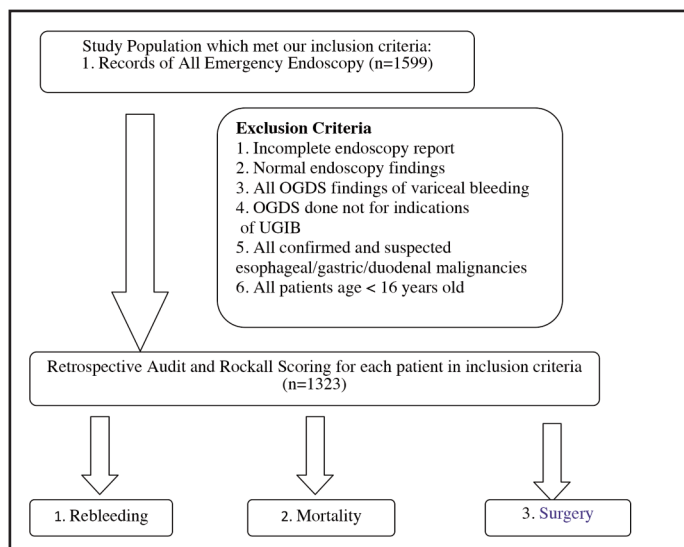 Study Population which met our inclusion criteria:
1. Records of All Emergency Endoscopy (n=1599)
Exclusion Criteria
1. Incomplete endoscopy report
2. Normal endoscopy findings
3. All OGDS findings of variceal bleeding
4. OGDS done not for indications
of UGIB
5. All confirmed and suspected
esophageal/gastric/duodenal malignancies
6. All patients age < 16 years old
Retrospective Audit and Rockall Scoring for each patient in inclusion criteria
(n=1323)
1. Rebleeding
2. Mortality
3. Surgery